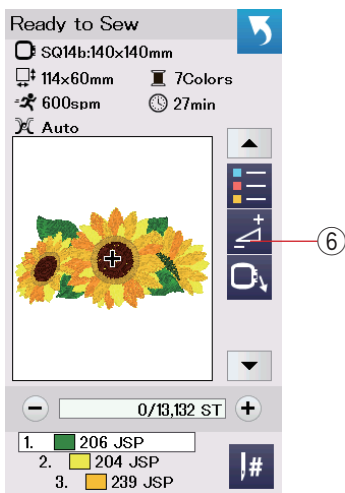 Ready to Sew
SQ14b:140x140mm
114x60mm 7Colors
600spm 27min
Auto
⑥
0/13,132 ST
1. 206 JSP
2. 204 JSP
3. 239 JSP
#